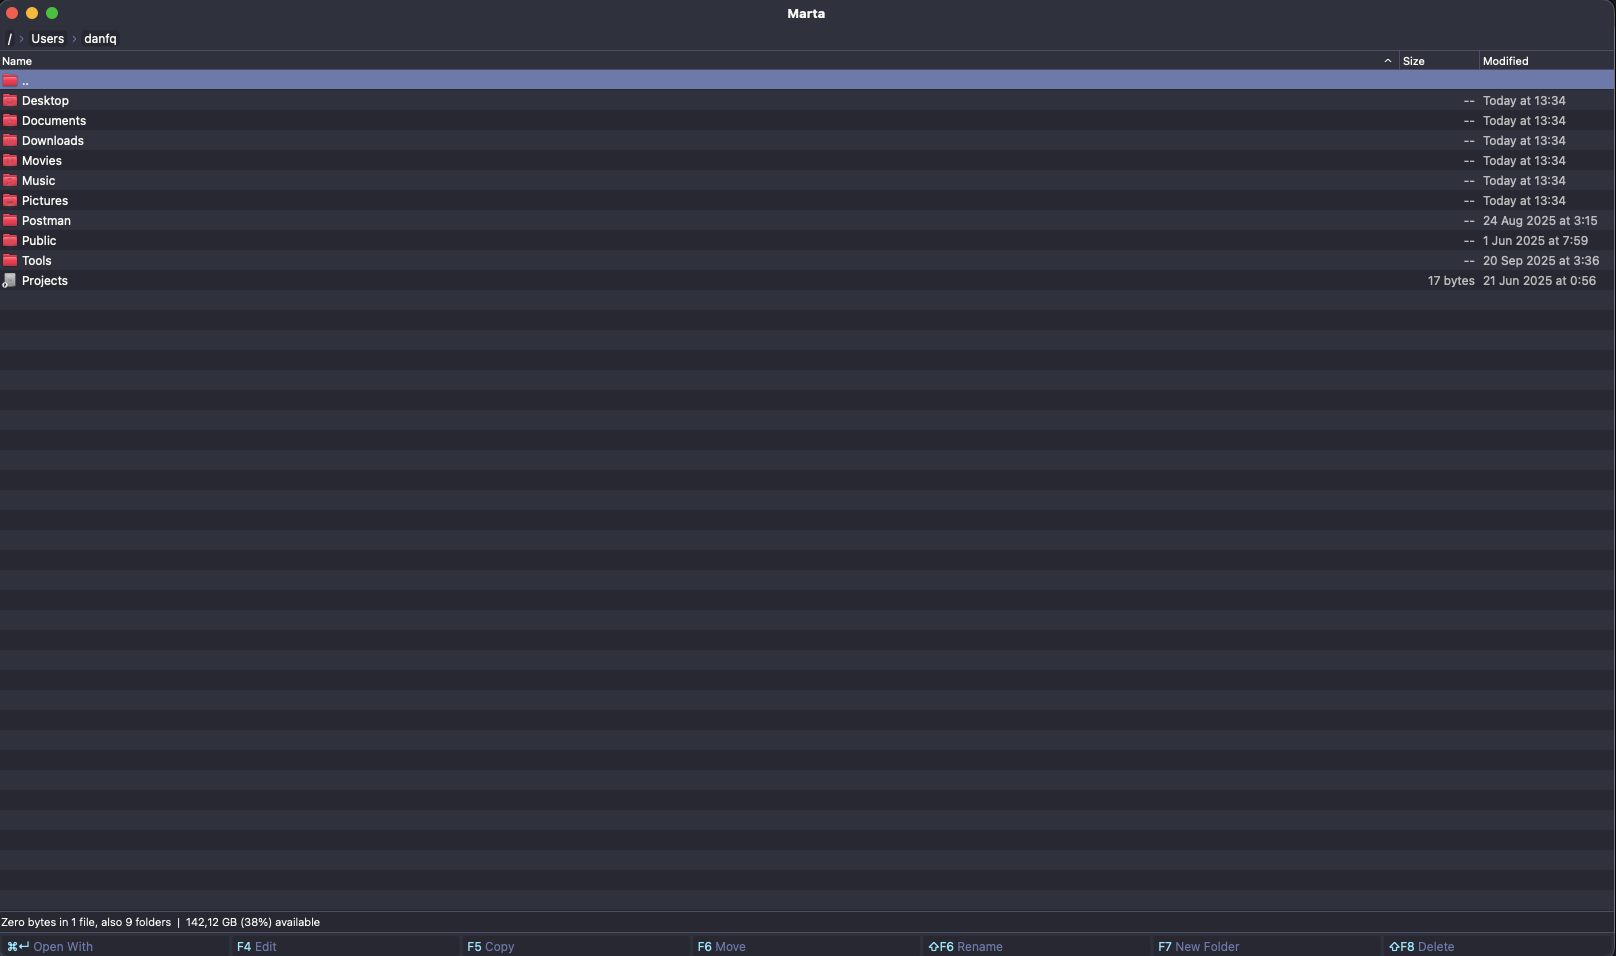 Marta
/ › Users › danfq
Name ^ Size Modified
..
Desktop -- Today at 13:34
Documents -- Today at 13:34
Downloads -- Today at 13:34
Movies -- Today at 13:34
Music -- Today at 13:34
Pictures -- Today at 13:34
Postman -- 24 Aug 2025 at 3:15
Public -- 1 Jun 2025 at 7:59
Tools -- 20 Sep 2025 at 3:36
Projects 17 bytes 21 Jun 2025 at 0:56
Zero bytes in 1 file, also 9 folders | 142,12 GB (38%) available
⌘↩ Open With F4 Edit F5 Copy F6 Move ⇧F6 Rename F7 New Folder ⇧F8 Delete